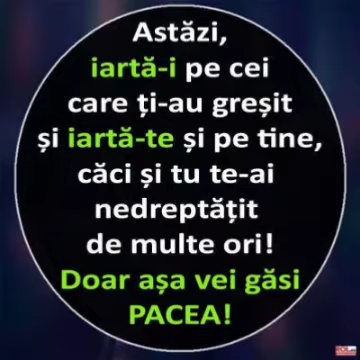 Astăzi,
iartă-i pe cei
care ți-au greșit
și iartă-te și pe tine,
căci și tu te-ai
nedreptățit
de multe ori!
Doar așa vei găsi
PACEA!